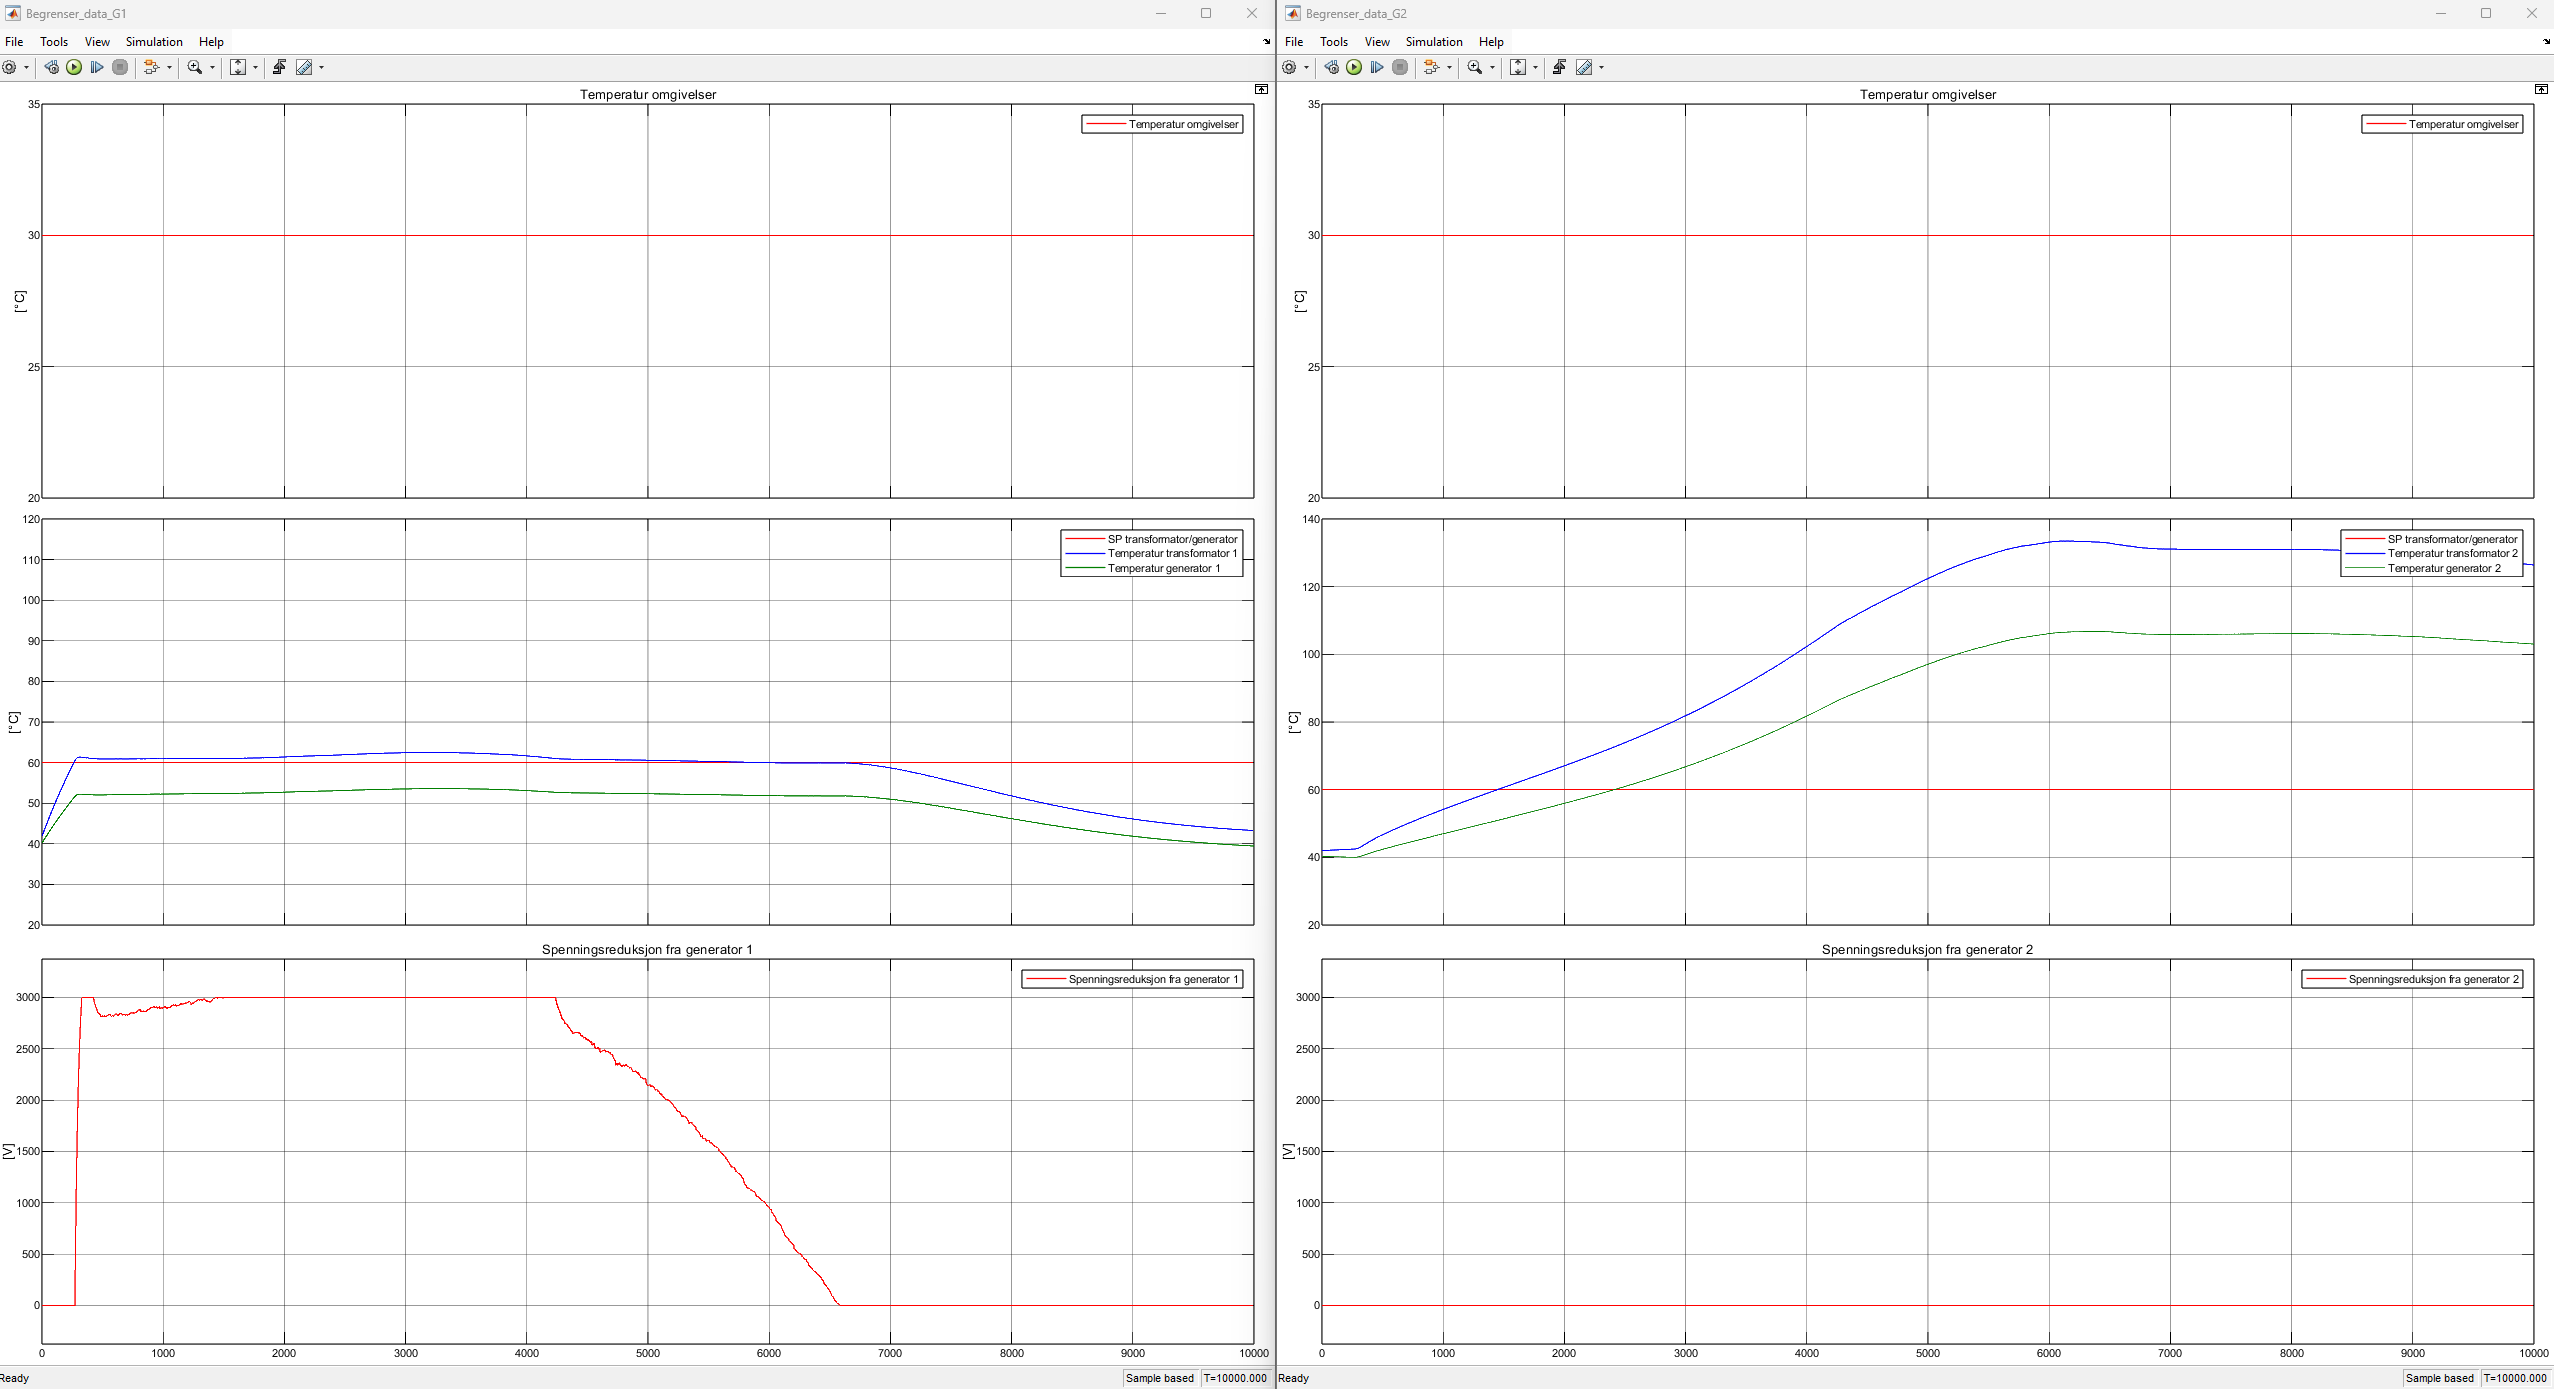 Begrenser_data_G1
File Tools View Simulation Help
Temperatur omgivelser
Temperatur omgivelser
35
30
25
20
[°C]
120
110
100
90
80
70
60
50
40
30
20
[°C]
SP transformator/generator
Temperatur transformator 1
Temperatur generator 1
Spenningsreduksjon fra generator 1
Spenningsreduksjon fra generator 1
3000
2500
2000
1500
1000
500
0
[V]
0 1000 2000 3000 4000 5000 6000 7000 8000 9000 10000
Ready Sample based T=10000.000
Begrenser_data_G2
File Tools View Simulation Help
Temperatur omgivelser
Temperatur omgivelser
35
30
25
20
[°C]
140
120
100
80
60
40
20
[°C]
SP transformator/generator
Temperatur transformator 2
Temperatur generator 2
Spenningsreduksjon fra generator 2
Spenningsreduksjon fra generator 2
3000
2500
2000
1500
1000
500
0
[V]
0 1000 2000 3000 4000 5000 6000 7000 8000 9000 10000
Ready Sample based T=10000.000